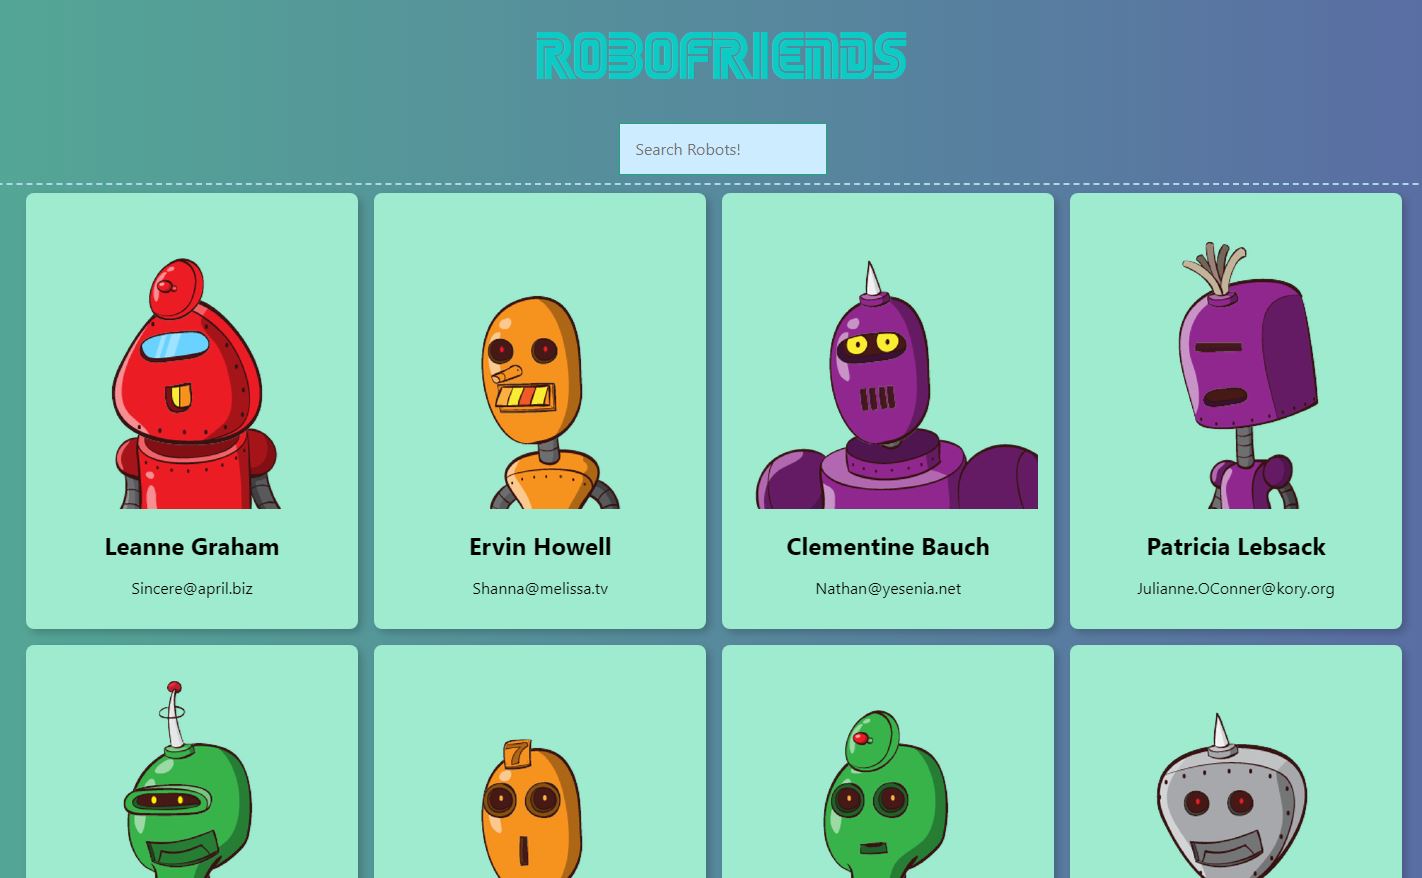 ROBOFRIENDS
Search Robots!
Leanne Graham
Sincere@april.biz
Ervin Howell
Shanna@melissa.tv
Clementine Bauch
Nathan@yesenia.net
Patricia Lebsack
Julianne.OConner@kory.org
7